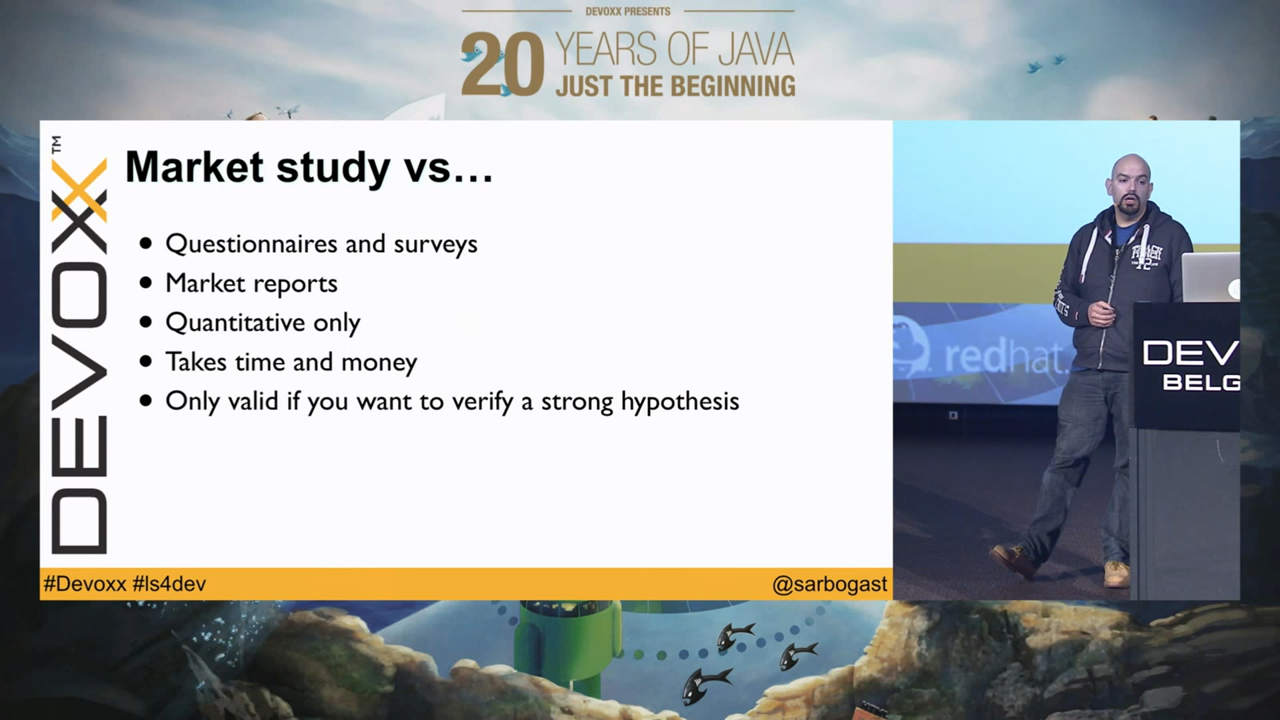 DEVOXX PRESENTS
20 YEARS OF JAVA
JUST THE BEGINNING
DEVOXX™
Market study vs…
• Questionnaires and surveys
• Market reports
• Quantitative only
• Takes time and money
• Only valid if you want to verify a strong hypothesis
#Devoxx #ls4dev
@sarbogast
redhat.
DEV
BELG